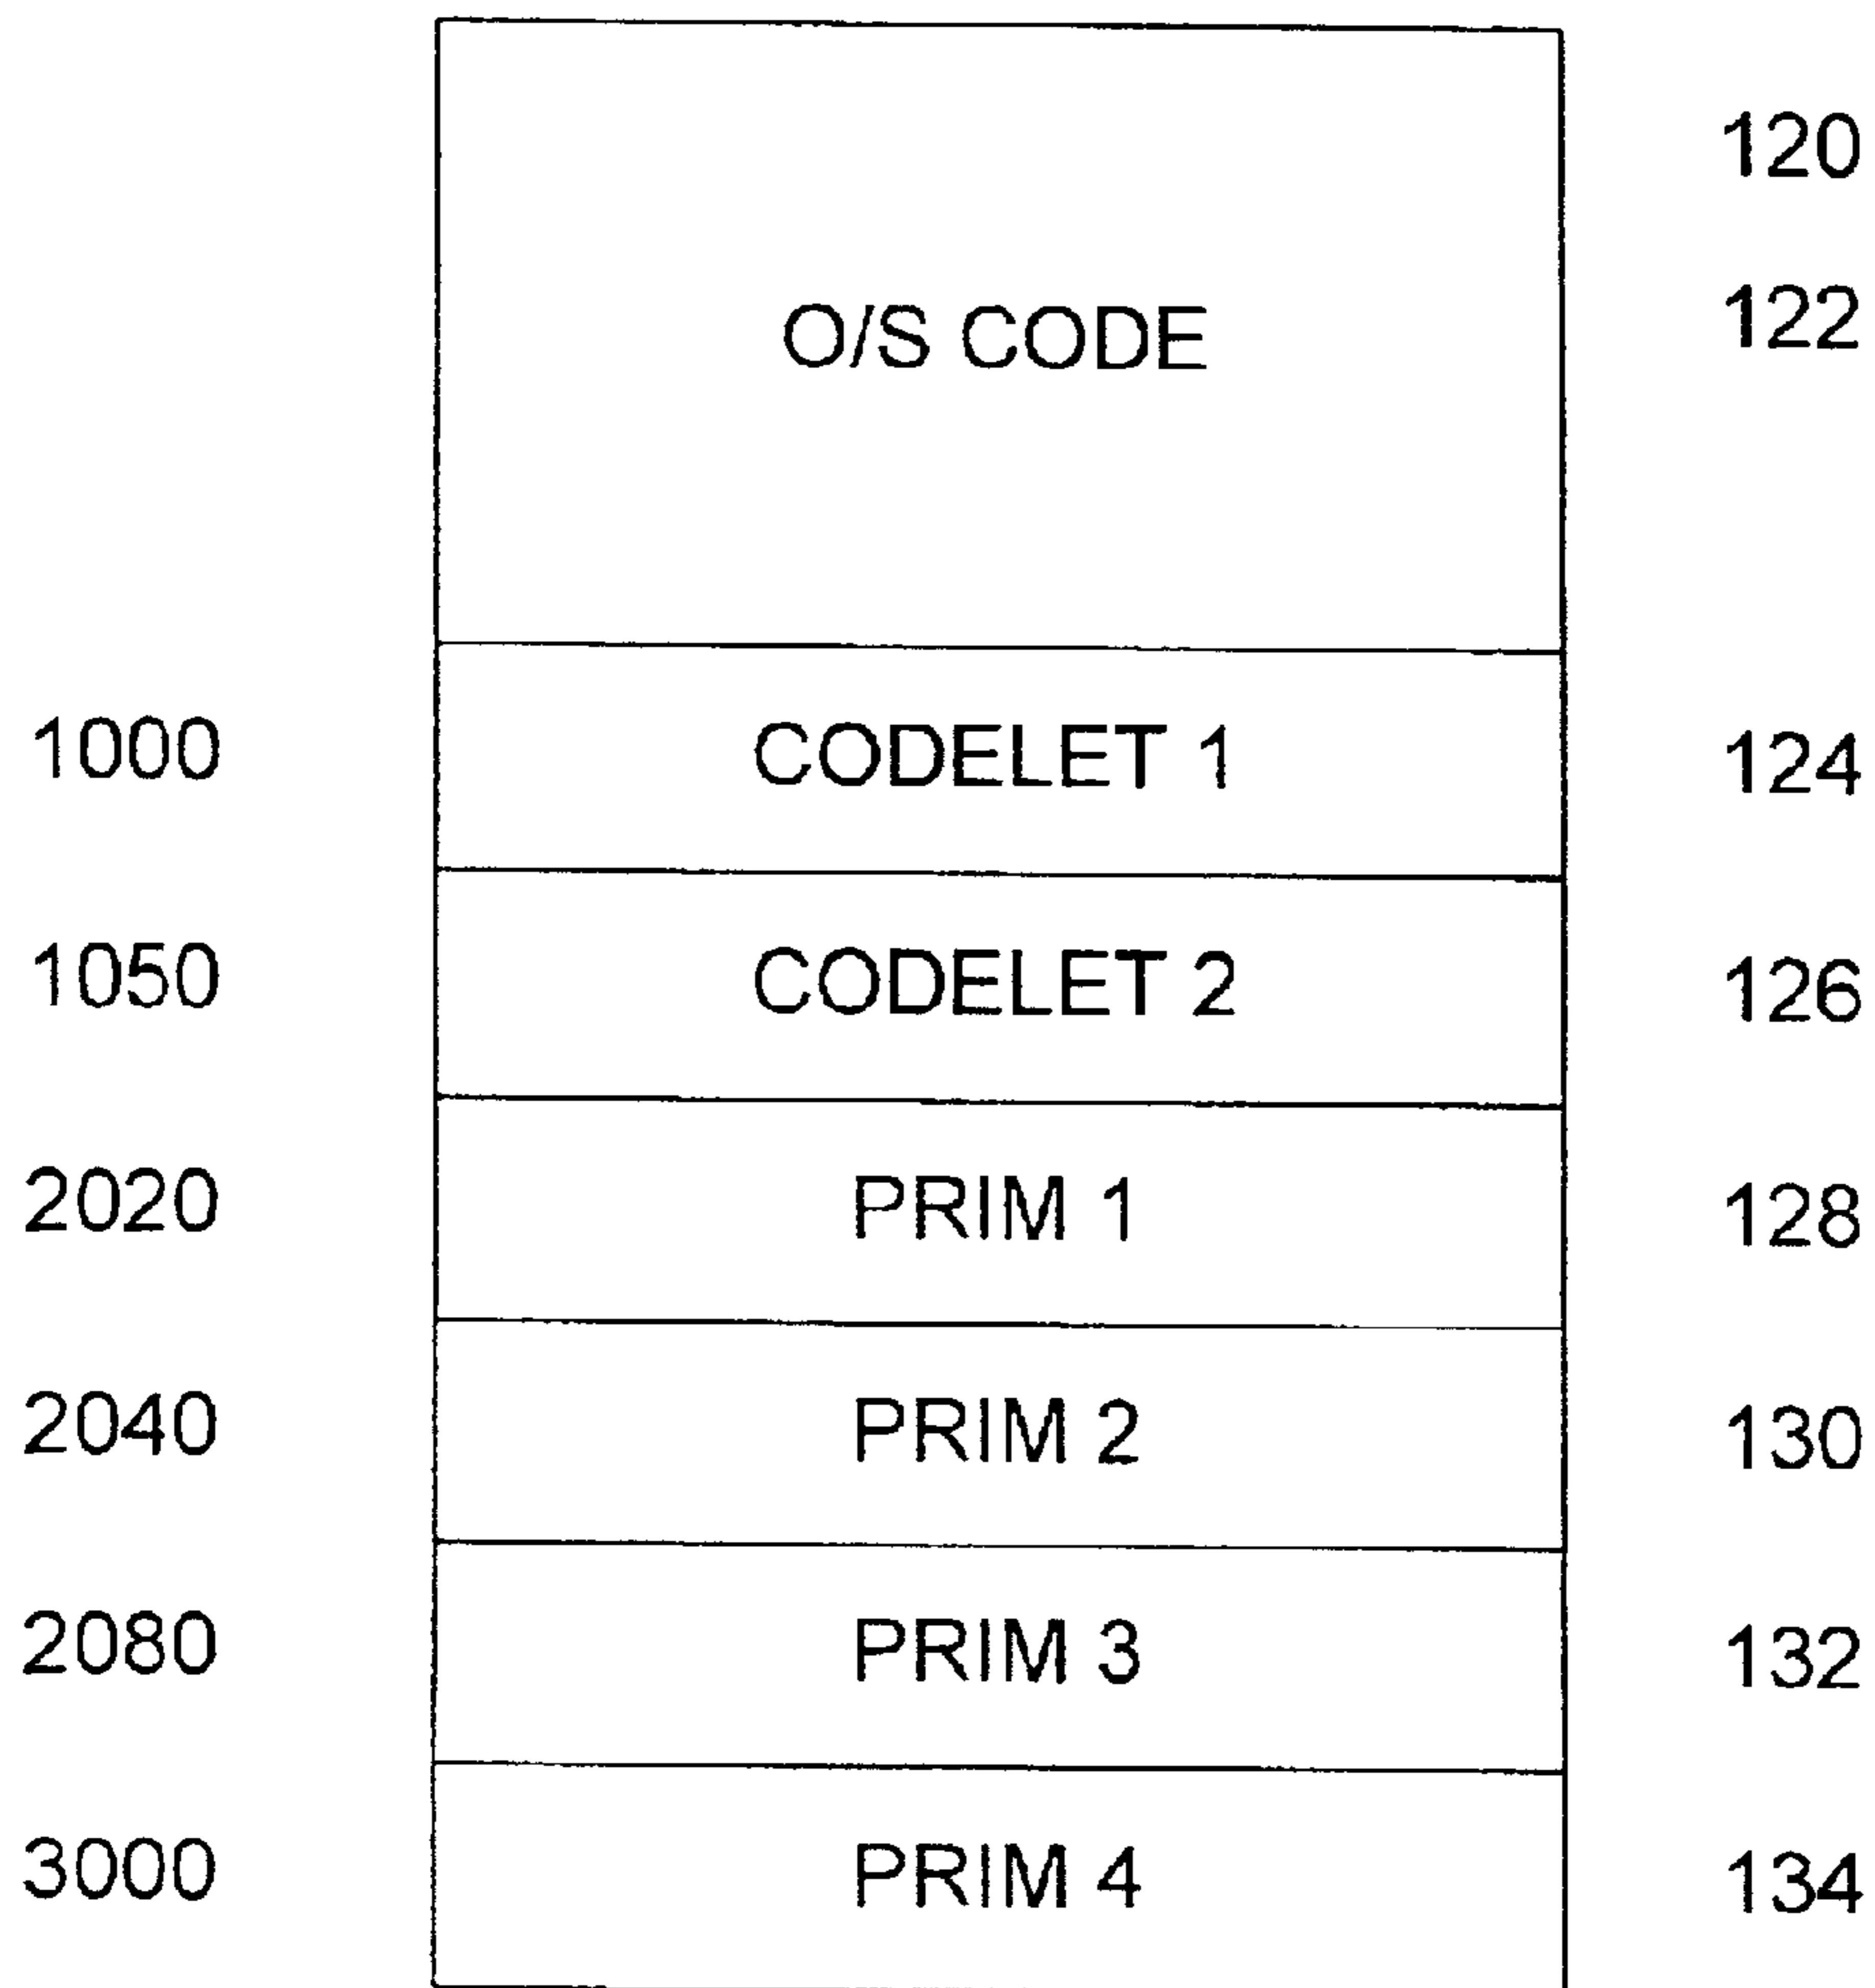 120
O/S CODE 122
1000 CODELET 1 124
1050 CODELET 2 126
2020 PRIM 1 128
2040 PRIM 2 130
2080 PRIM 3 132
3000 PRIM 4 134